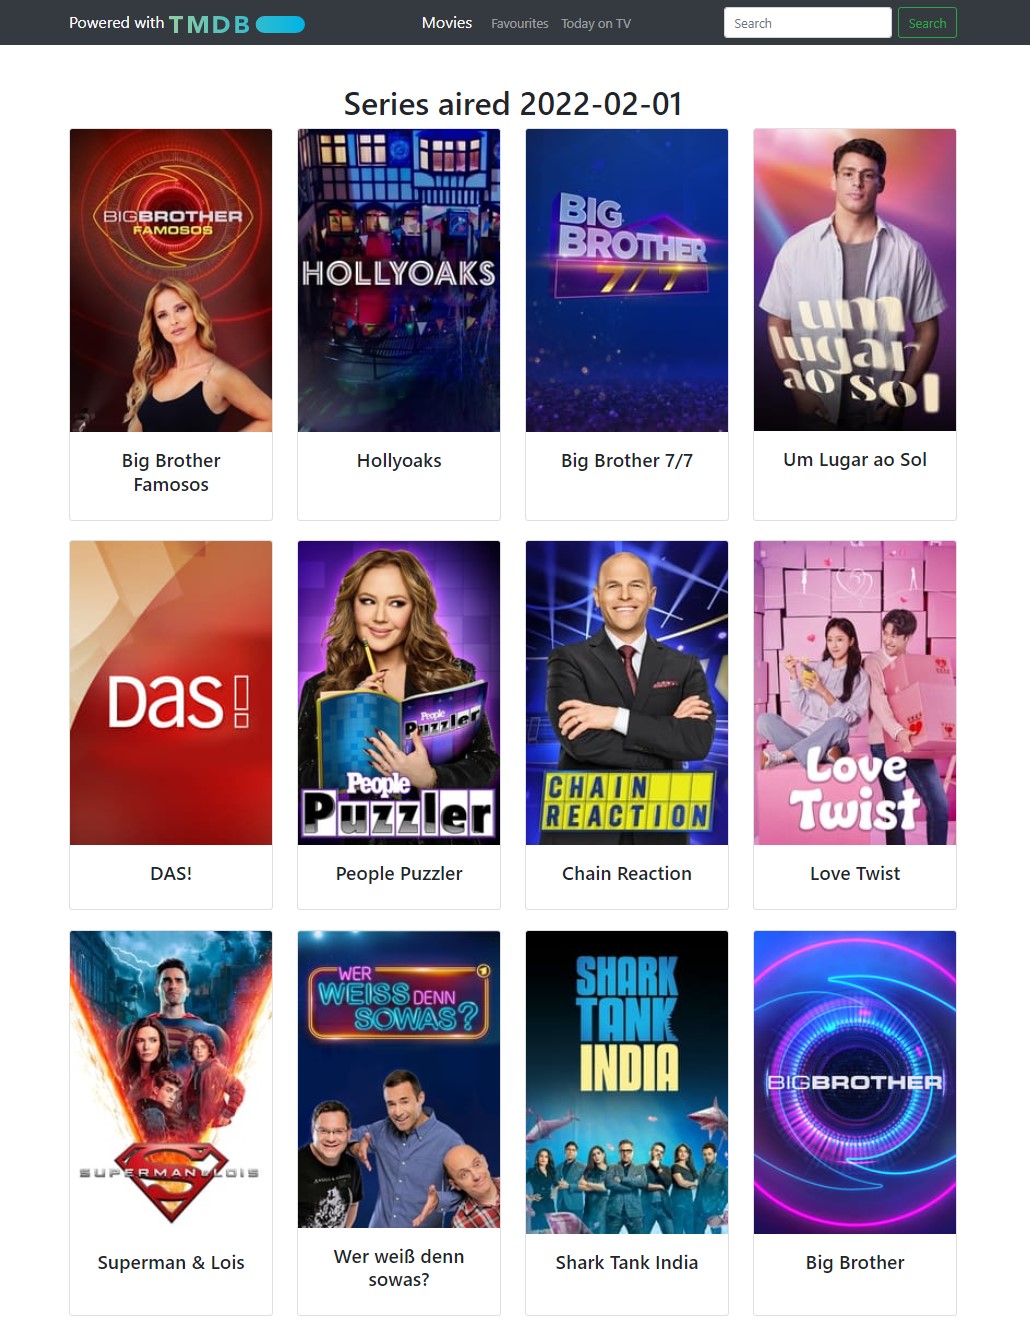 Powered with TMDB Movies Favourites Today on TV Search Search
Series aired 2022-02-01
BIGBROTHER
FAMOSOS
HOLLYOAKS
BIG
BROTHER
7/7
um
lugar
ao sol
Big Brother
Famosos
Hollyoaks
Big Brother 7/7
Um Lugar ao Sol
DAS!
People
Puzzler
People
Puzzler
CHAIN
REACTION
Love
Twist
DAS!
People Puzzler
Chain Reaction
Love Twist
SUPERMAN & LOIS
WER
WEISS DENN
SOWAS?
SHARK
TANK
INDIA
BIGBROTHER
Superman & Lois
Wer weiß denn
sowas?
Shark Tank India
Big Brother